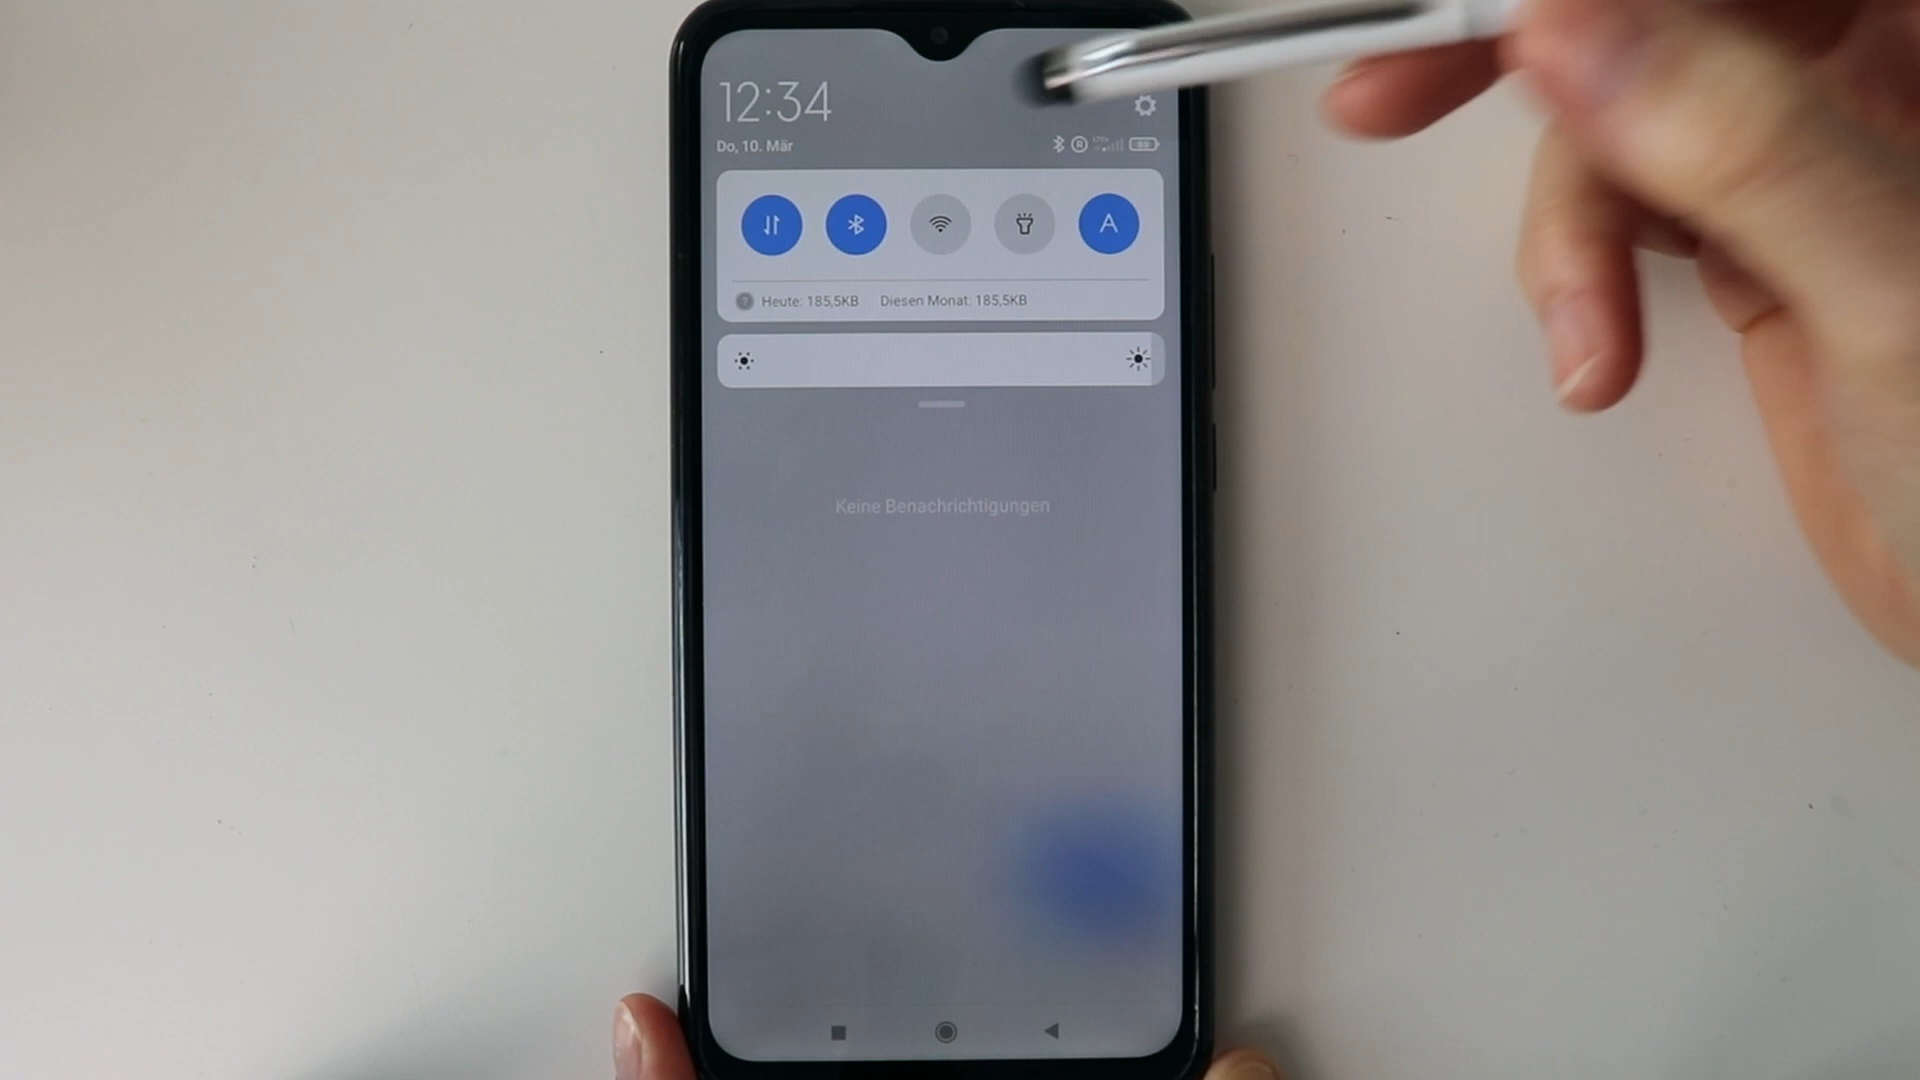 12:34
Do, 10. Mär
A
Heute: 185,5KB Diesen Monat: 185,5KB
Keine Benachrichtigungen